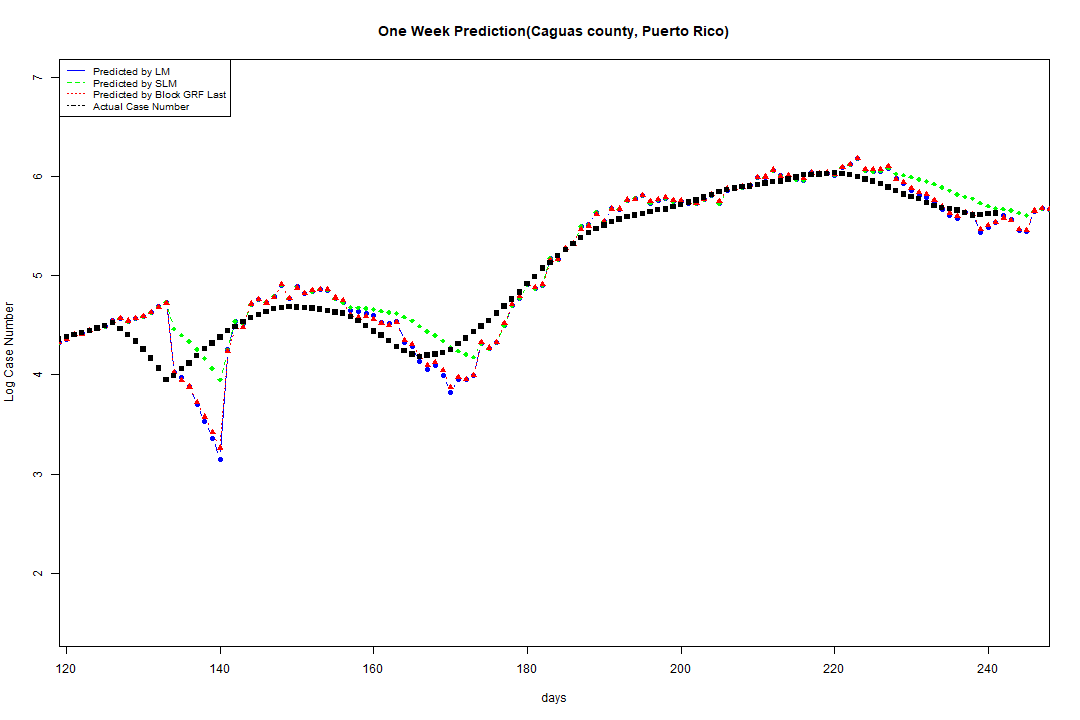 One Week Prediction(Caguas county, Puerto Rico)
Predicted by LM
Predicted by SLM
Predicted by Block GRF Last
Actual Case Number
Log Case Number
7
6
5
4
3
2
120 140 160 180 200 220 240
days